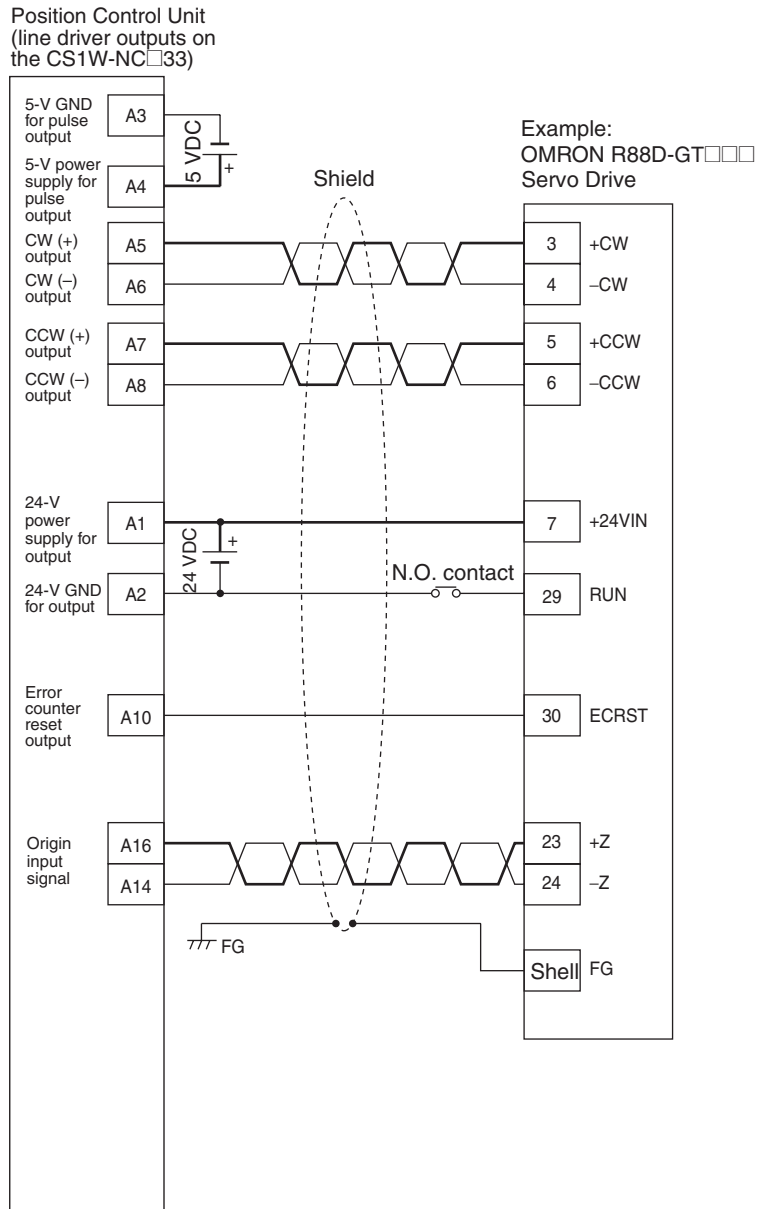 Position Control Unit
(line driver outputs on
the CS1W-NC□33)
5-V GND
for pulse
output
A3
5 VDC
+
5-V power
supply for
pulse
output
A4
Example:
OMRON R88D-GT□□□
Servo Drive
Shield
CW (+)
output
A5
3
+CW
CW (–)
output
A6
4
–CW
CCW (+)
output
A7
5
+CCW
CCW (–)
output
A8
6
–CCW
24-V
power
supply for
output
A1
7
+24VIN
24 VDC
+
24-V GND
for output
A2
N.O. contact
29
RUN
Error
counter
reset
output
A10
30
ECRST
Origin
input
signal
A16
23
+Z
A14
24
–Z
FG
Shell
FG